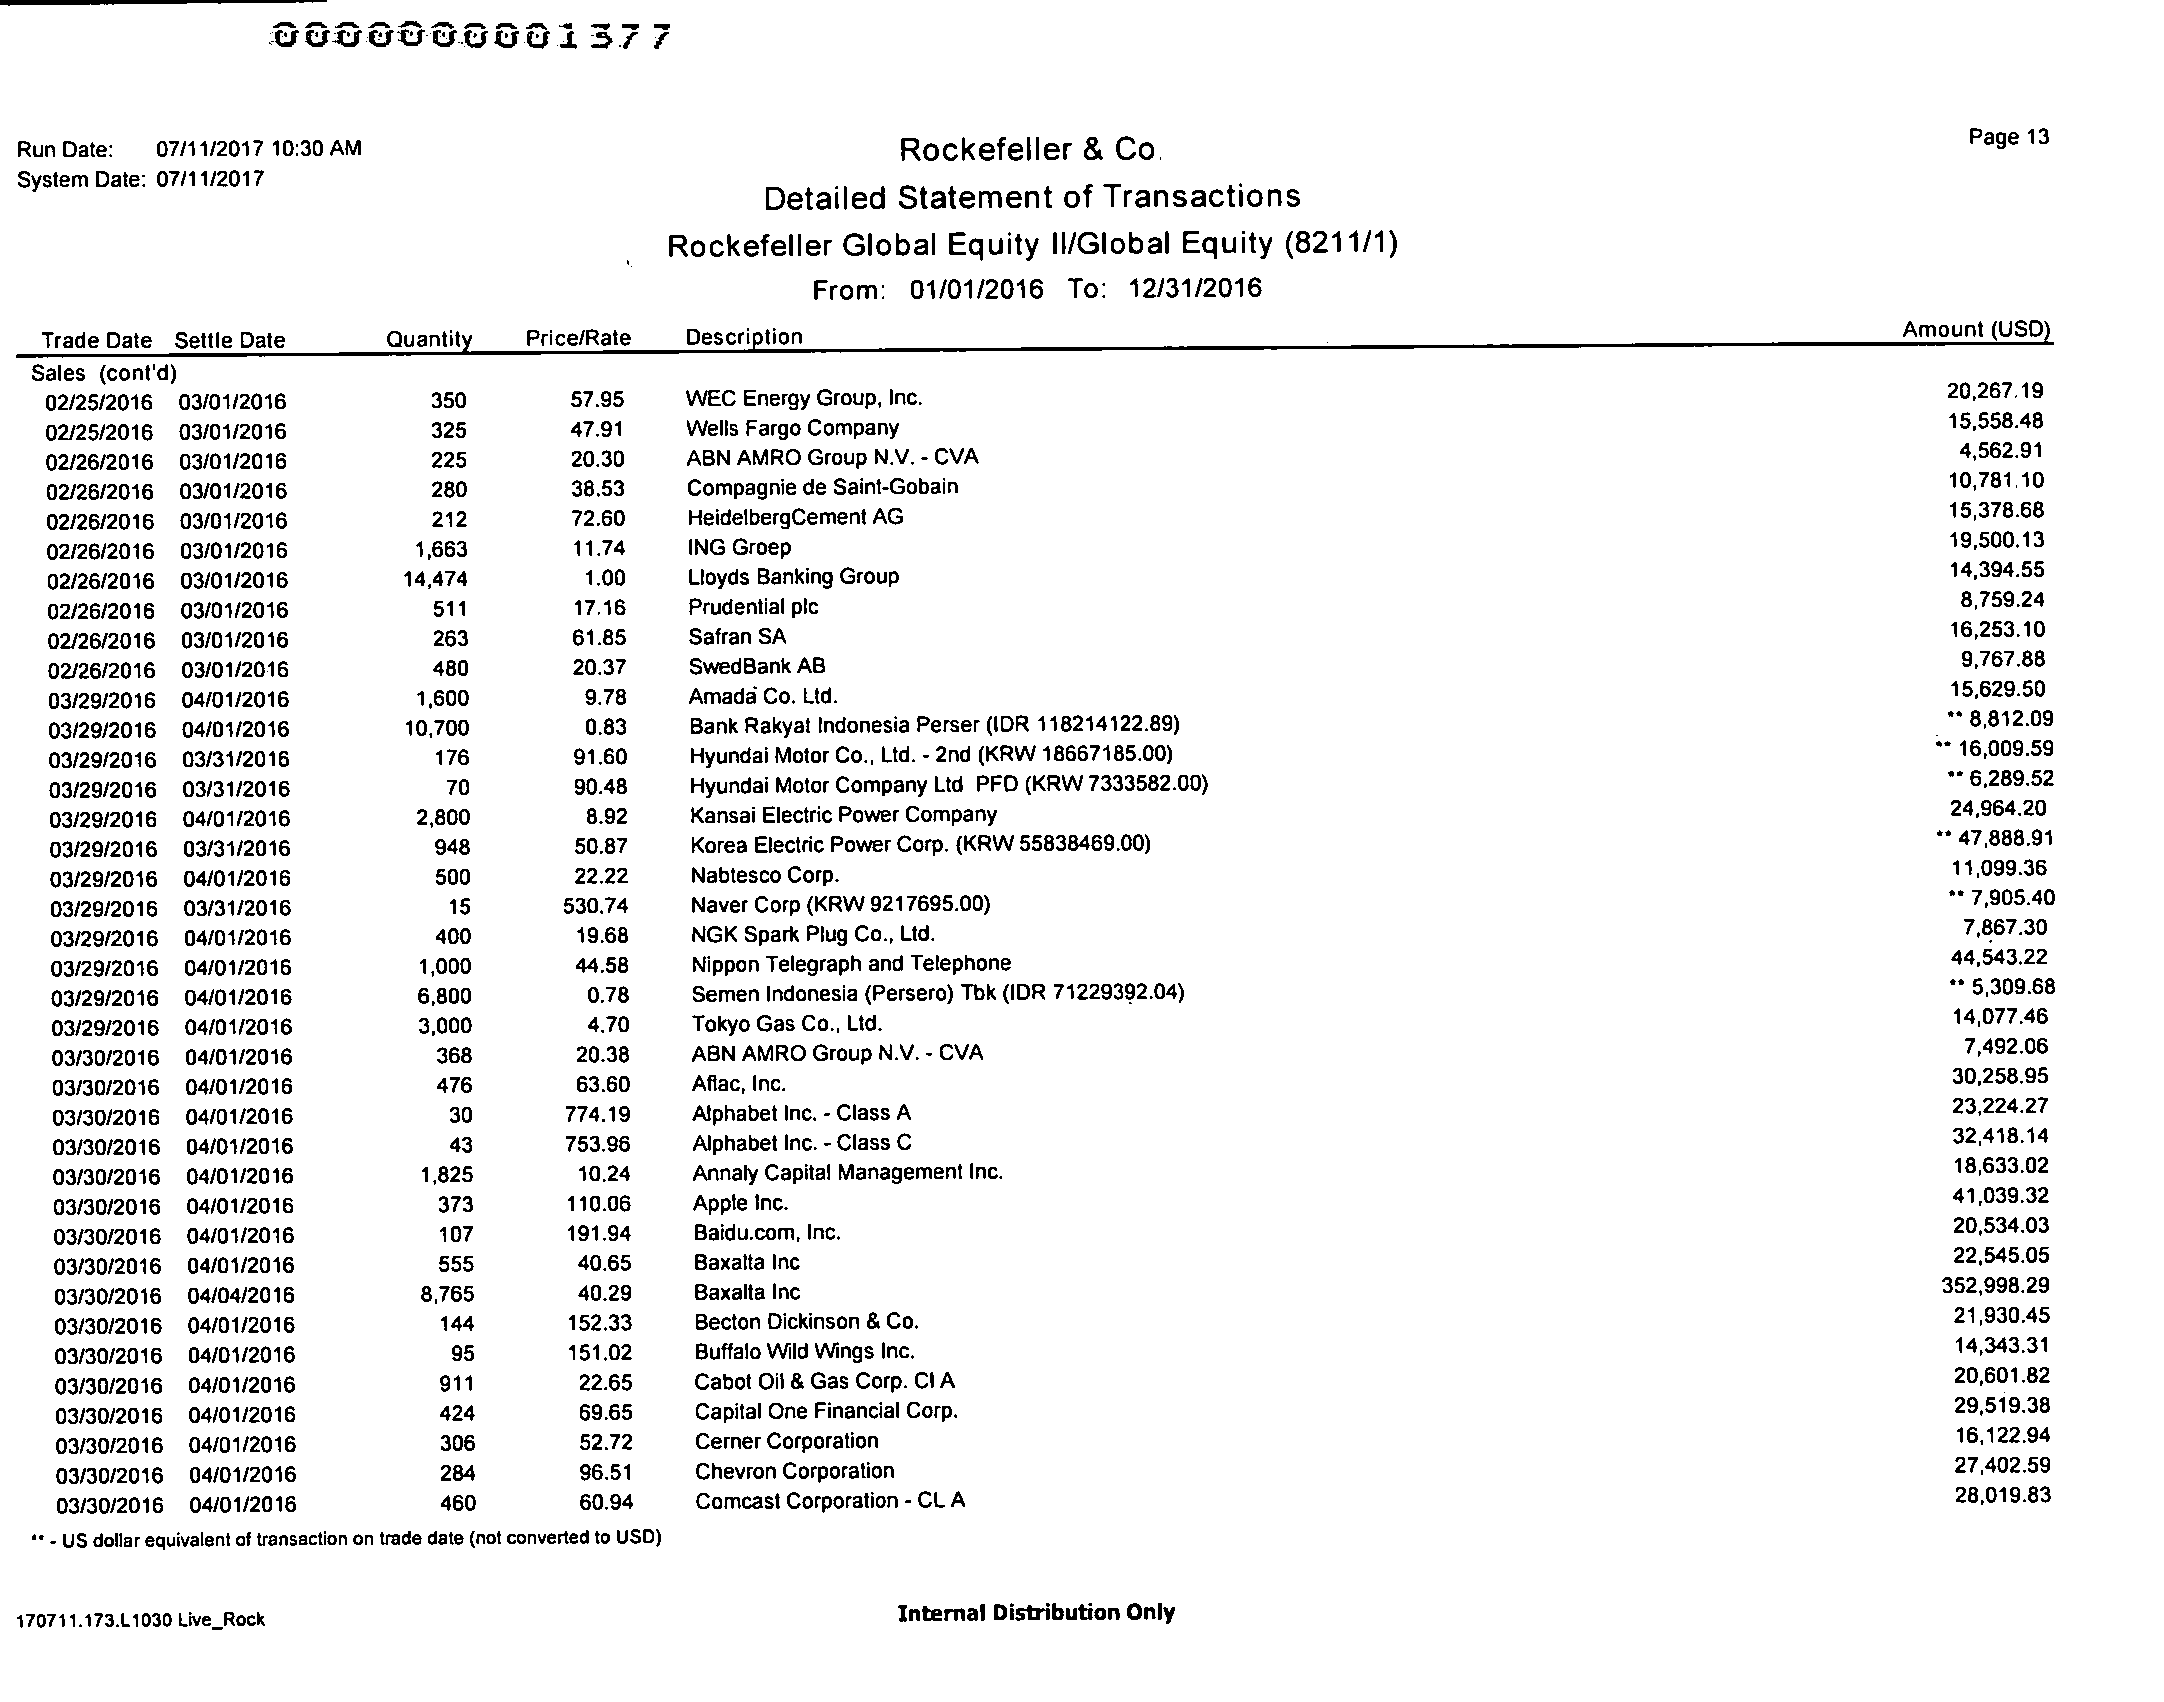 0000000001377
Run Date: 07/11/2017 10:30 AM
Rockefeller & Co.
Page 13
System Date: 07/11/2017
Detailed Statement of Transactions
Rockefeller Global Equity II/Global Equity (8211/1)
From: 01/01/2016 To: 12/31/2016
Trade Date Settle Date Quantity Price/Rate Description Amount (USD)
Sales (cont'd)
02/25/2016 03/01/2016 350 57.95 WEC Energy Group, Inc. 20,267.19
02/25/2016 03/01/2016 325 47.91 Wells Fargo Company 15,558.48
02/26/2016 03/01/2016 225 20.30 ABN AMRO Group N.V. - CVA 4,562.91
02/26/2016 03/01/2016 280 38.53 Compagnie de Saint-Gobain 10,781.10
02/26/2016 03/01/2016 212 72.60 HeidelbergCement AG 15,378.68
02/26/2016 03/01/2016 1,663 11.74 ING Groep 19,500.13
02/26/2016 03/01/2016 14,474 1.00 Lloyds Banking Group 14,394.55
02/26/2016 03/01/2016 511 17.16 Prudential plc 8,759.24
02/26/2016 03/01/2016 263 61.85 Safran SA 16,253.10
02/26/2016 03/01/2016 480 20.37 SwedBank AB 9,767.88
03/29/2016 04/01/2016 1,600 9.78 Amada Co. Ltd. 15,629.50
03/29/2016 04/01/2016 10,700 0.83 Bank Rakyat Indonesia Perser (IDR 118214122.89) ** 8,812.09
03/29/2016 03/31/2016 176 91.60 Hyundai Motor Co., Ltd. - 2nd (KRW 18667185.00) ** 16,009.59
03/29/2016 03/31/2016 70 90.48 Hyundai Motor Company Ltd PFD (KRW 7333582.00) ** 6,289.52
03/29/2016 04/01/2016 2,800 8.92 Kansai Electric Power Company 24,964.20
03/29/2016 03/31/2016 948 50.87 Korea Electric Power Corp. (KRW 55838469.00) ** 47,888.91
03/29/2016 04/01/2016 500 22.22 Nabtesco Corp. 11,099.36
03/29/2016 03/31/2016 15 530.74 Naver Corp (KRW 9217695.00) ** 7,905.40
03/29/2016 04/01/2016 400 19.68 NGK Spark Plug Co., Ltd. 7,867.30
03/29/2016 04/01/2016 1,000 44.58 Nippon Telegraph and Telephone 44,543.22
03/29/2016 04/01/2016 6,800 0.78 Semen Indonesia (Persero) Tbk (IDR 71229392.04) ** 5,309.68
03/29/2016 04/01/2016 3,000 4.70 Tokyo Gas Co., Ltd. 14,077.46
03/30/2016 04/01/2016 368 20.38 ABN AMRO Group N.V. - CVA 7,492.06
03/30/2016 04/01/2016 476 63.60 Aflac, Inc. 30,258.95
03/30/2016 04/01/2016 30 774.19 Alphabet Inc. - Class A 23,224.27
03/30/2016 04/01/2016 43 753.96 Alphabet Inc. - Class C 32,418.14
03/30/2016 04/01/2016 1,825 10.24 Annaly Capital Management Inc. 18,633.02
03/30/2016 04/01/2016 373 110.06 Apple Inc. 41,039.32
03/30/2016 04/01/2016 107 191.94 Baidu.com, Inc. 20,534.03
03/30/2016 04/01/2016 555 40.65 Baxalta Inc 22,545.05
03/30/2016 04/04/2016 8,765 40.29 Baxalta Inc 352,998.29
03/30/2016 04/01/2016 144 152.33 Becton Dickinson & Co. 21,930.45
03/30/2016 04/01/2016 95 151.02 Buffalo Wild Wings Inc. 14,343.31
03/30/2016 04/01/2016 911 22.65 Cabot Oil & Gas Corp. Cl A 20,601.82
03/30/2016 04/01/2016 424 69.65 Capital One Financial Corp. 29,519.38
03/30/2016 04/01/2016 306 52.72 Cerner Corporation 16,122.94
03/30/2016 04/01/2016 284 96.51 Chevron Corporation 27,402.59
03/30/2016 04/01/2016 460 60.94 Comcast Corporation - CL A 28,019.83
** - US dollar equivalent of transaction on trade date (not converted to USD)
170711.173.L1030 Live_Rock
Internal Distribution Only